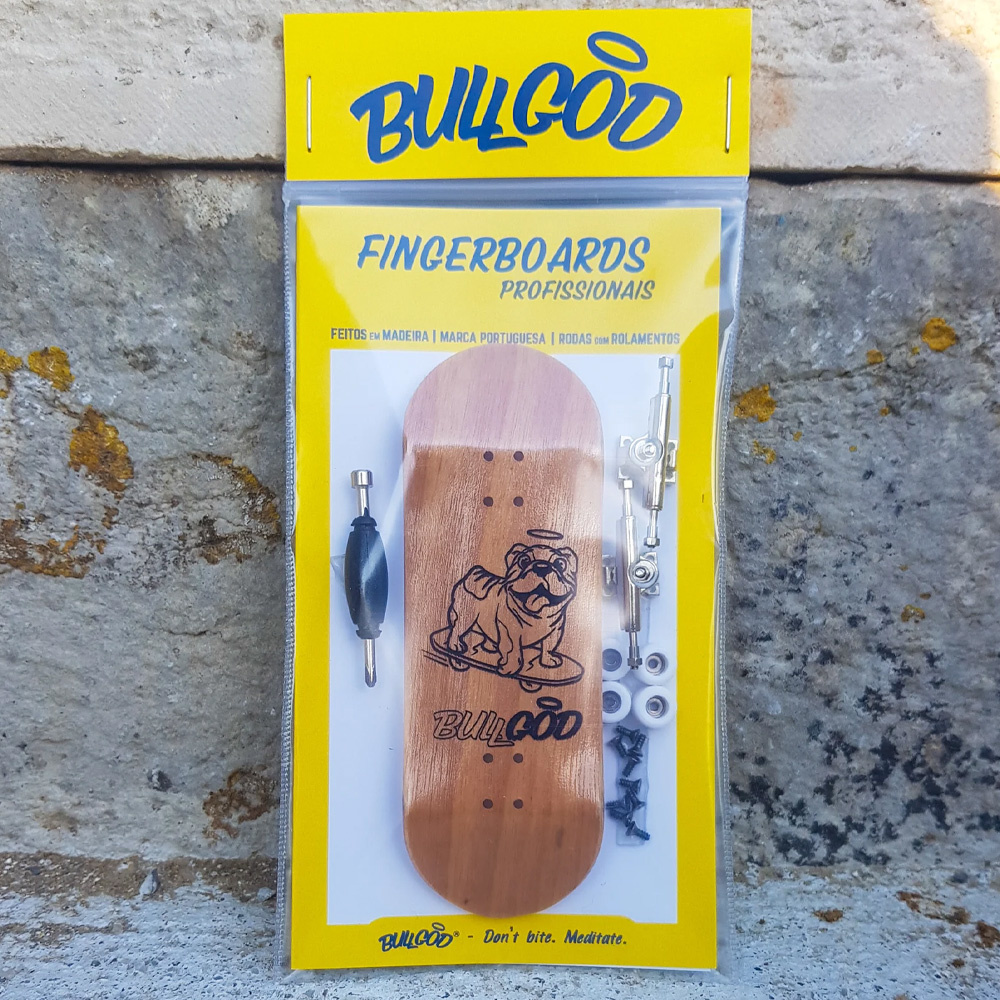 BULLGOD
FINGERBOARDS
PROFISSIONAIS
FEITOS EM MADEIRA | MARCA PORTUGUESA | RODAS COM ROLAMENTOS
BULLGOD
BULLGOD® - Don't bite. Meditate.